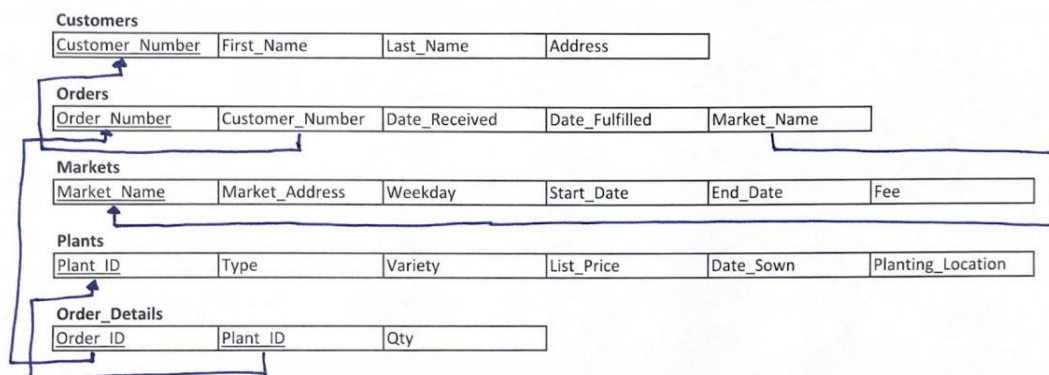 Customers
Customer_Number First_Name Last_Name Address
Orders
Order_Number Customer_Number Date_Received Date_Fulfilled Market_Name
Markets
Market_Name Market_Address Weekday Start_Date End_Date Fee
Plants
Plant_ID Type Variety List_Price Date_Sown Planting_Location
Order_Details
Order_ID Plant_ID Qty